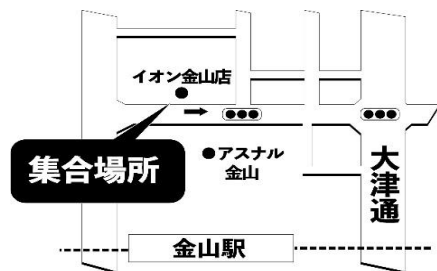 イオン金山店
集合場所
アスナル
金山
大津通
金山駅